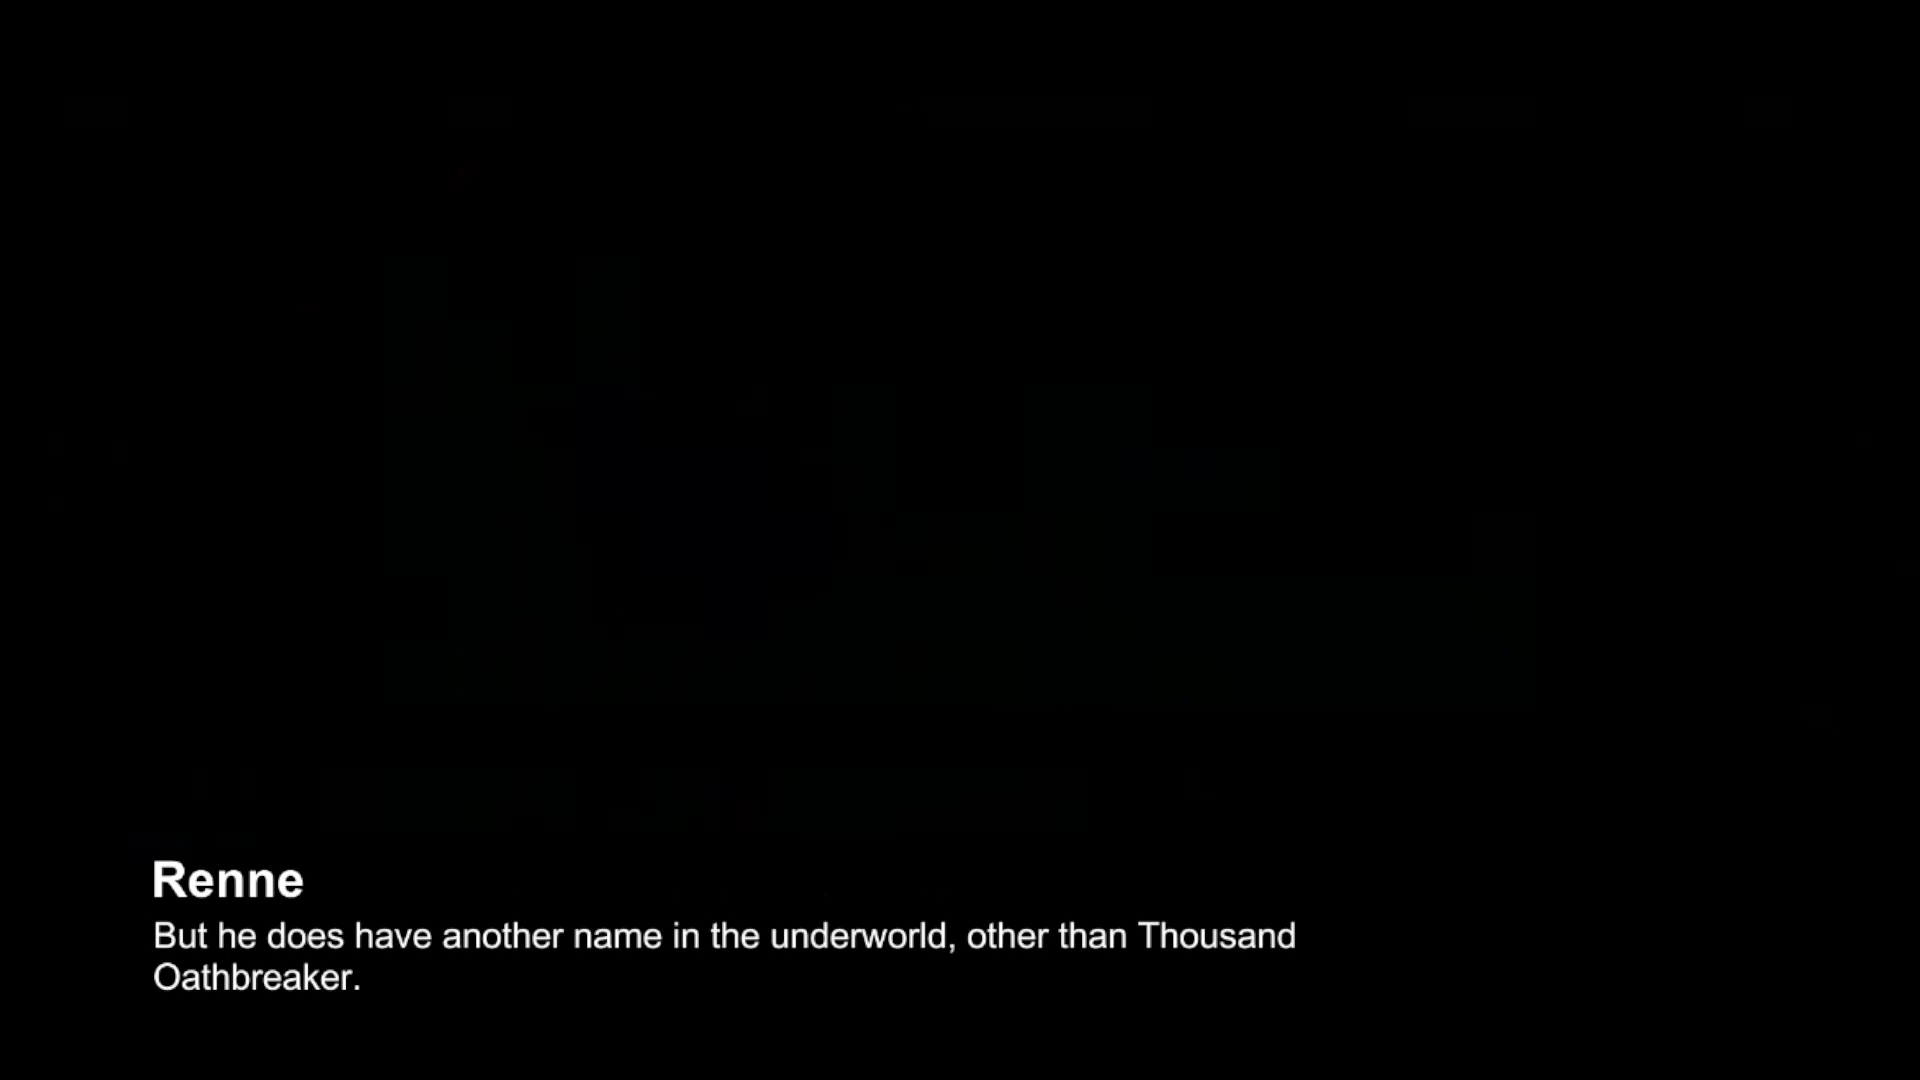 Renne
But he does have another name in the underworld, other than Thousand
Oathbreaker.